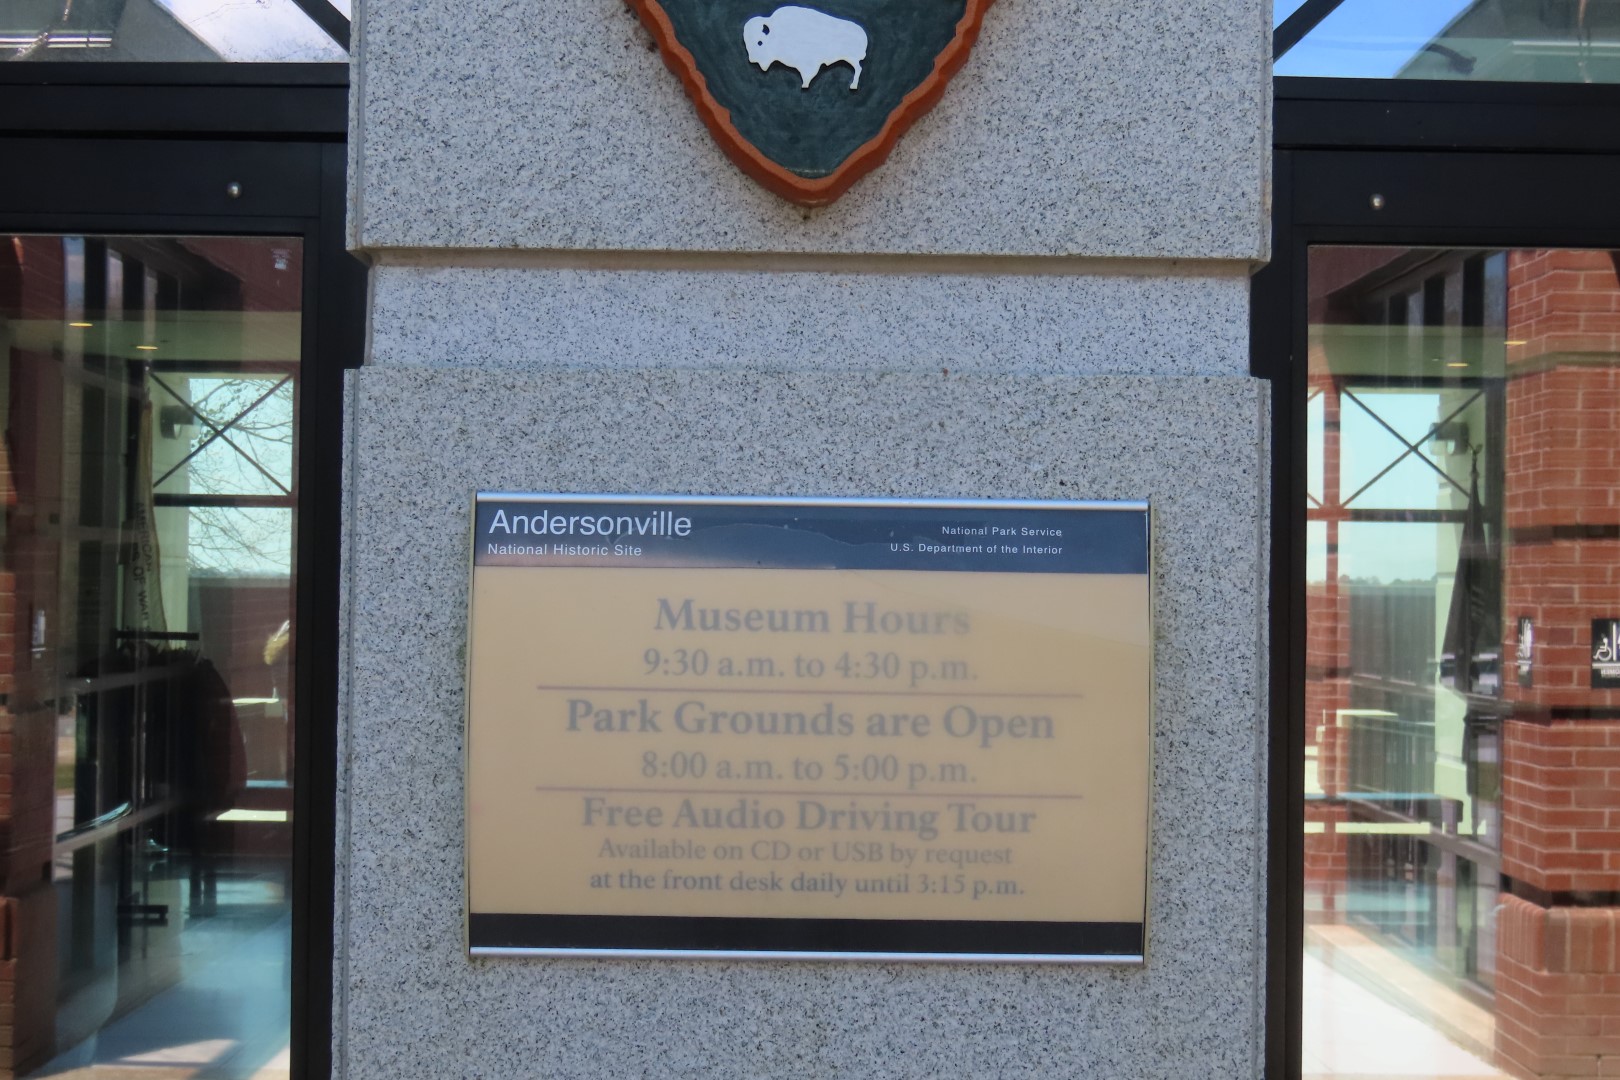 Andersonville
National Historic Site
National Park Service
U.S. Department of the Interior
Museum Hours
9:30 a.m. to 4:30 p.m.
Park Grounds are Open
8:00 a.m. to 5:00 p.m.
Free Audio Driving Tour
Available on CD or USB by request
at the front desk daily until 3:15 p.m.